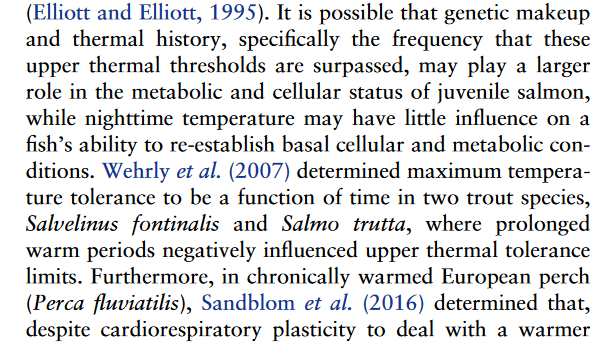 (Elliott and Elliott, 1995). It is possible that genetic makeup
and thermal history, specifically the frequency that these
upper thermal thresholds are surpassed, may play a larger
role in the metabolic and cellular status of juvenile salmon,
while nighttime temperature may have little influence on a
fish’s ability to re-establish basal cellular and metabolic con-
ditions. Wehrly et al. (2007) determined maximum tempera-
ture tolerance to be a function of time in two trout species,
Salvelinus fontinalis and Salmo trutta, where prolonged
warm periods negatively influenced upper thermal tolerance
limits. Furthermore, in chronically warmed European perch
(Perca fluviatilis), Sandblom et al. (2016) determined that,
despite cardiorespiratory plasticity to deal with a warmer